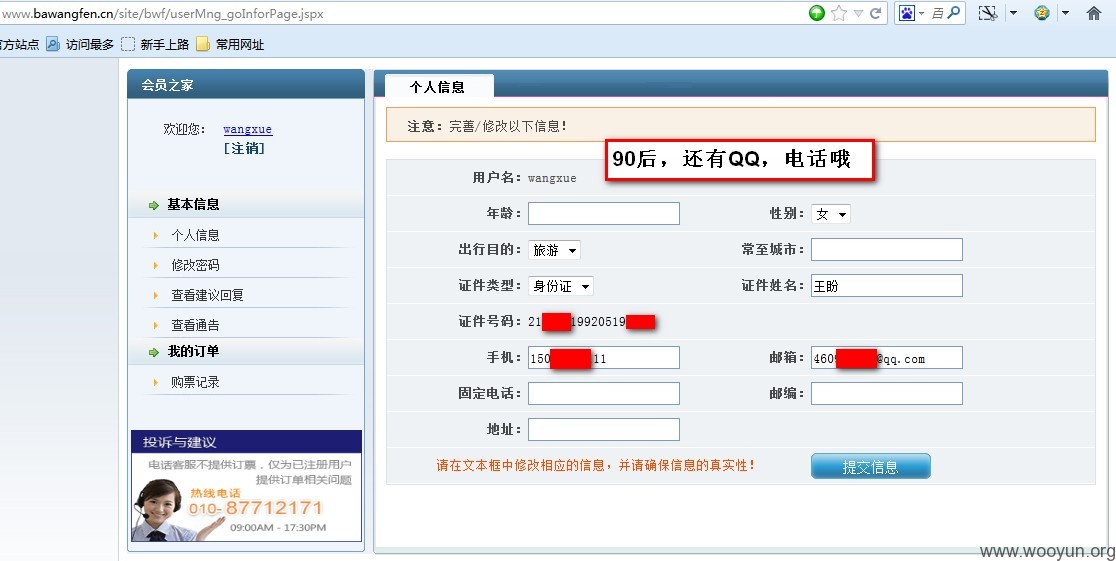 www.bawangfen.cn/site/bwf/userMng_goInforPage.jspx
百
官方站点 访问最多 新手上路 常用网址
会员之家
欢迎您: wangxue
[注销]
基本信息
个人信息
修改密码
查看建议回复
查看通告
我的订单
购票记录
投诉与建议
电话客服不提供订票，仅为已注册用户
提供订单相关问题
热线电话
010-87712171
09:00AM - 17:30PM
个人信息
注意：完善/修改以下信息！
90后，还有QQ，电话哦
用户名：wangxue
年龄： 性别：女
出行目的：旅游 常至城市：
证件类型：身份证 证件姓名：王盼
证件号码：21 19920519
手机：150 11 邮箱：460 @qq.com
固定电话： 邮编：
地址：
请在文本框中修改相应的信息，并请确保信息的真实性！ 提交信息
www.wooyun.org